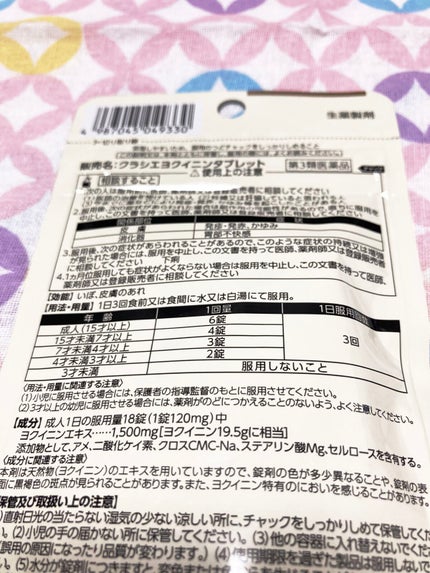 4 987045 049330
生薬製剤
販売名：クラシエヨクイニンタブレット 第3類医薬品
⚠使用上の注意
相談すること
関係部位
皮膚 発疹・発赤、かゆみ
消化器 胃部不快感
3.服用後、次の症状があらわれることがあるので、このような症状の持続又は増強
が見られた場合には、服用を中止し、この文書を持って医師、薬剤師又は登録販売者
に相談してください 下痢
4.1カ月位服用しても症状がよくならない場合は服用を中止し、この文書を持って医師、
薬剤師又は登録販売者に相談してください
【効能】いぼ、皮膚のあれ
【用法・用量】1日3回食前又は食間に水又は白湯にて服用。
年齢 1回量 1日服用回数
成人(15才以上) 6錠 3回
15才未満7才以上 4錠
7才未満4才以上 3錠
4才未満3才以上 2錠
3才未満 服用しないこと
〈用法・用量に関連する注意〉
(1)小児に服用させる場合には、保護者の指導監督のもとに服用させてください。
(2)3才以上の幼児に服用させる場合には、薬剤がのどにつかえることのないよう、よく注意してください。
【成分】成人1日の服用量18錠(1錠120mg)中
ヨクイニンエキス……1,500mg[ヨクイニン19.5gに相当]
添加物として、アメ、二酸化ケイ素、クロスCMC-Na、ステアリン酸Mg、セルロースを含有する。
〈成分に関連する注意〉
本剤は天然物(ヨクイニン)のエキスを用いていますので、錠剤の色が多少異なることや、錠剤の表
面に黒褐色の斑点が見られることがあります。また、ヨクイニン特有のにおいを感じることがあります。
保管及び取扱い上の注意】
(1)直射日光の当たらない湿気の少ない涼しい所に、チャックをしっかりしめて保管してくだ
い。(2)小児の手の届かない所に保管してください。(3)他の容器に入れ替えないでくださ
(誤用の原因になったり品質が変わります。) (4)使用期限を過ぎた製品は服用しないで
い。(5)水分が錠剤につきますと、変色または